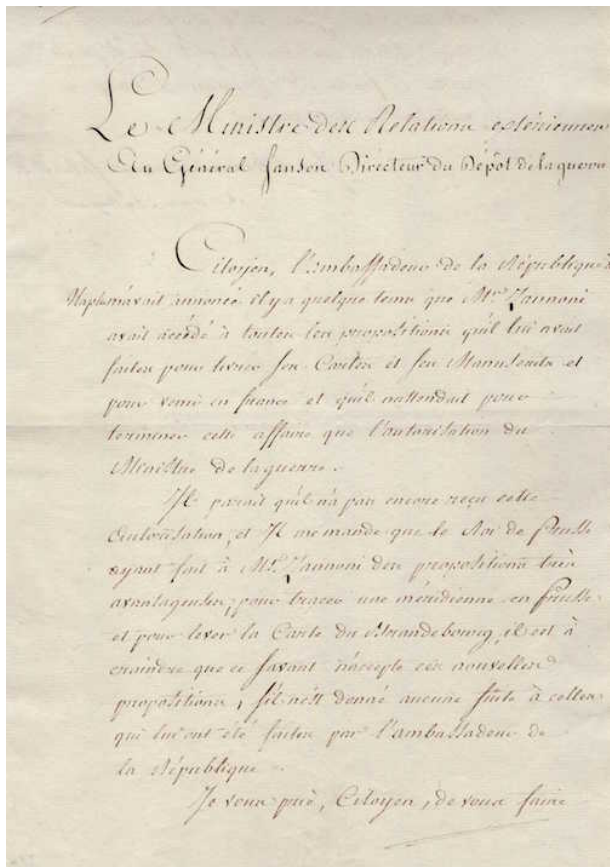 Le Ministre des Relations extérieures
Au Général Sanson Directeur du Dépôt de la guerre
Citoyen, l'ambassadeur de la République à
Naples m'avait annoncé il y a quelque tems que Mr. Zannoni
avait accédé à toutes les propositions qu'il lui avait
faites pour livrer ses Cartes et ses Manuscrits et
pour venir en france et qu'il n'attendait pour
terminer cette affaire que l'autorisation du
Ministre de la guerre.
Il parait qu'il n'a pas encore reçu cette
autorisation, et Il me mande que le Roi de prusse
ayant fait à Mr. Zannoni des propositions très
avantageuses, pour tracer une méridienne en prusse
et pour lever la Carte du Brandebourg, il est à
craindre que ce savant n'accepte ces nouvelles
propositions, s'il n'est donné aucune suite à celles
qui lui ont été faites par l'ambassadeur de
la République.
Je vous prie, Citoyen, de vous faire